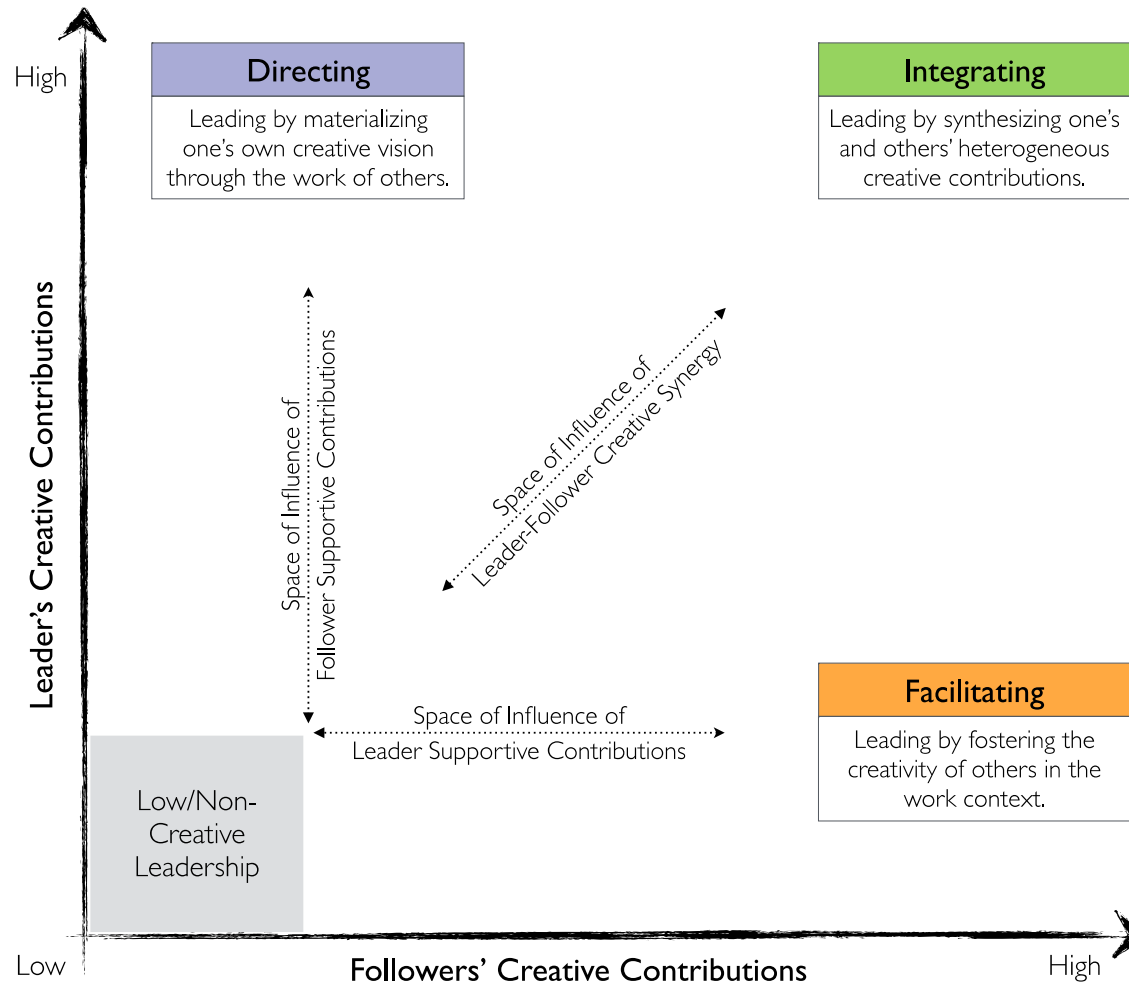 High
Directing
Leading by materializing
one's own creative vision
through the work of others.
Integrating
Leading by synthesizing one's
and others' heterogeneous
creative contributions.
Leader's Creative Contributions
Space of Influence of
Follower Supportive Contributions
Space of Influence of
Leader-Follower Creative Synergy
Space of Influence of
Leader Supportive Contributions
Facilitating
Leading by fostering the
creativity of others in the
work context.
Low/Non-
Creative
Leadership
Low
Followers' Creative Contributions
High